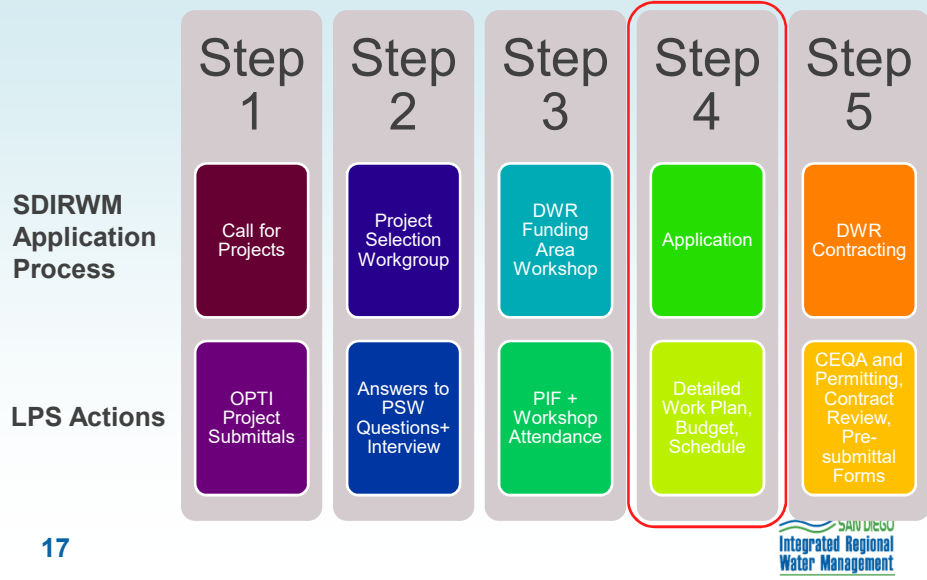 Step
1
Step
2
Step
3
Step
4
Step
5
SDIRWM
Application
Process
Call for
Projects
Project
Selection
Workgroup
DWR
Funding
Area
Workshop
Application
DWR
Contracting
LPS Actions
OPTI
Project
Submittals
Answers to
PSW
Questions+
Interview
PIF +
Workshop
Attendance
Detailed
Work Plan,
Budget,
Schedule
CEQA and
Permitting,
Contract
Review,
Pre-
submittal
Forms
17
SAN DIEGO
Integrated Regional
Water Management